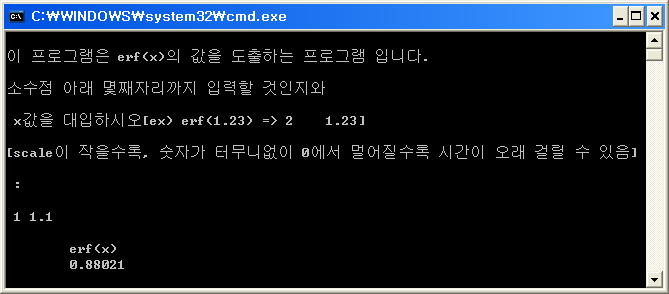 C:\WINDOWS\system32\cmd.exe
이 프로그램은 erf(x)의 값을 도출하는 프로그램 입니다.
소수점 아래 몇째자리까지 입력할 것인지와
x값을 대입하시오[ex) erf(1.23) => 2    1.23]
[scale이 작을수록, 숫자가 터무니없이 0에서 멀어질수록 시간이 오래 걸릴 수 있음]
:
1 1.1
erf(x)
0.88021